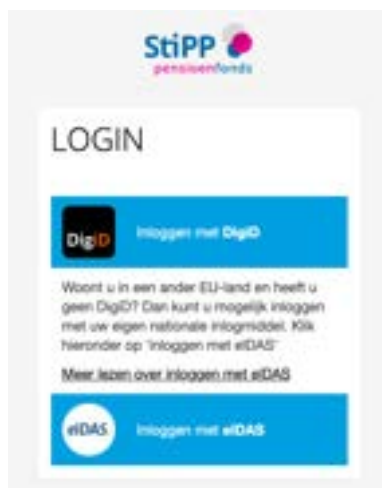 StiPP
pensioenfonds
LOGIN
DigiD
Inloggen met DigiD
Woont u in een ander EU-land en heeft u
geen DigiD? Dan kunt u mogelijk inloggen
met uw eigen nationale inlogmiddel. Klik
hieronder op 'inloggen met eIDAS'
Meer lezen over inloggen met eIDAS
eIDAS
Inloggen met eIDAS